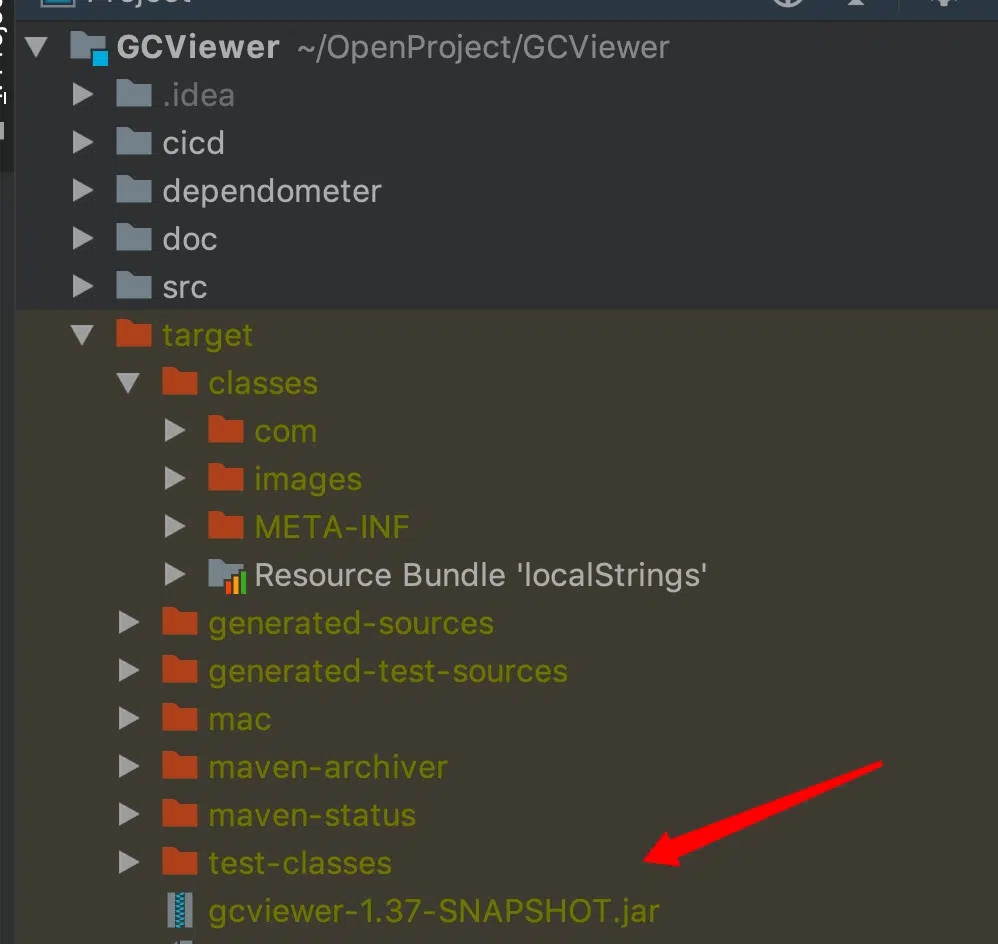 Project
GCViewer ~/OpenProject/GCViewer
.idea
cicd
dependometer
doc
src
target
classes
com
images
META-INF
Resource Bundle 'localStrings'
generated-sources
generated-test-sources
mac
maven-archiver
maven-status
test-classes
gcviewer-1.37-SNAPSHOT.jar